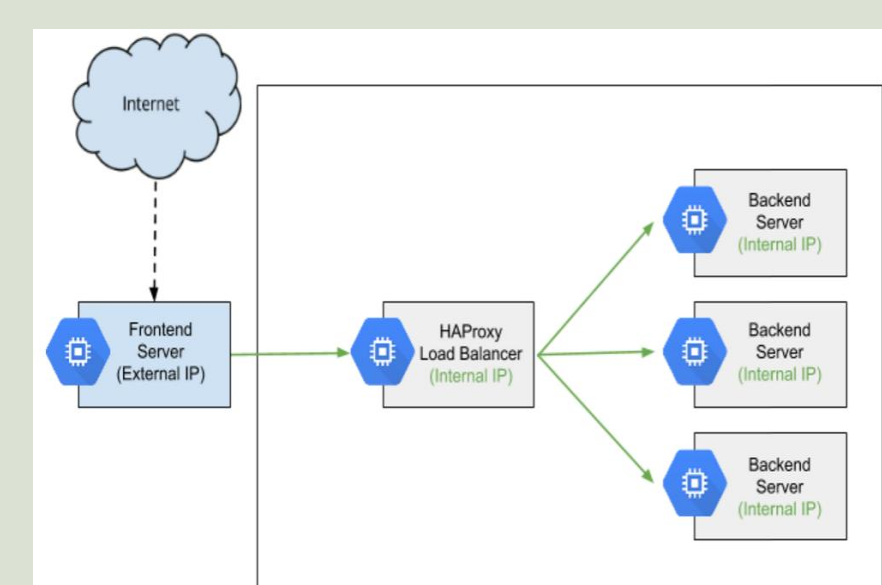 Internet
Frontend
Server
(External IP)
HAProxy
Load Balancer
(Internal IP)
Backend
Server
(Internal IP)
Backend
Server
(Internal IP)
Backend
Server
(Internal IP)